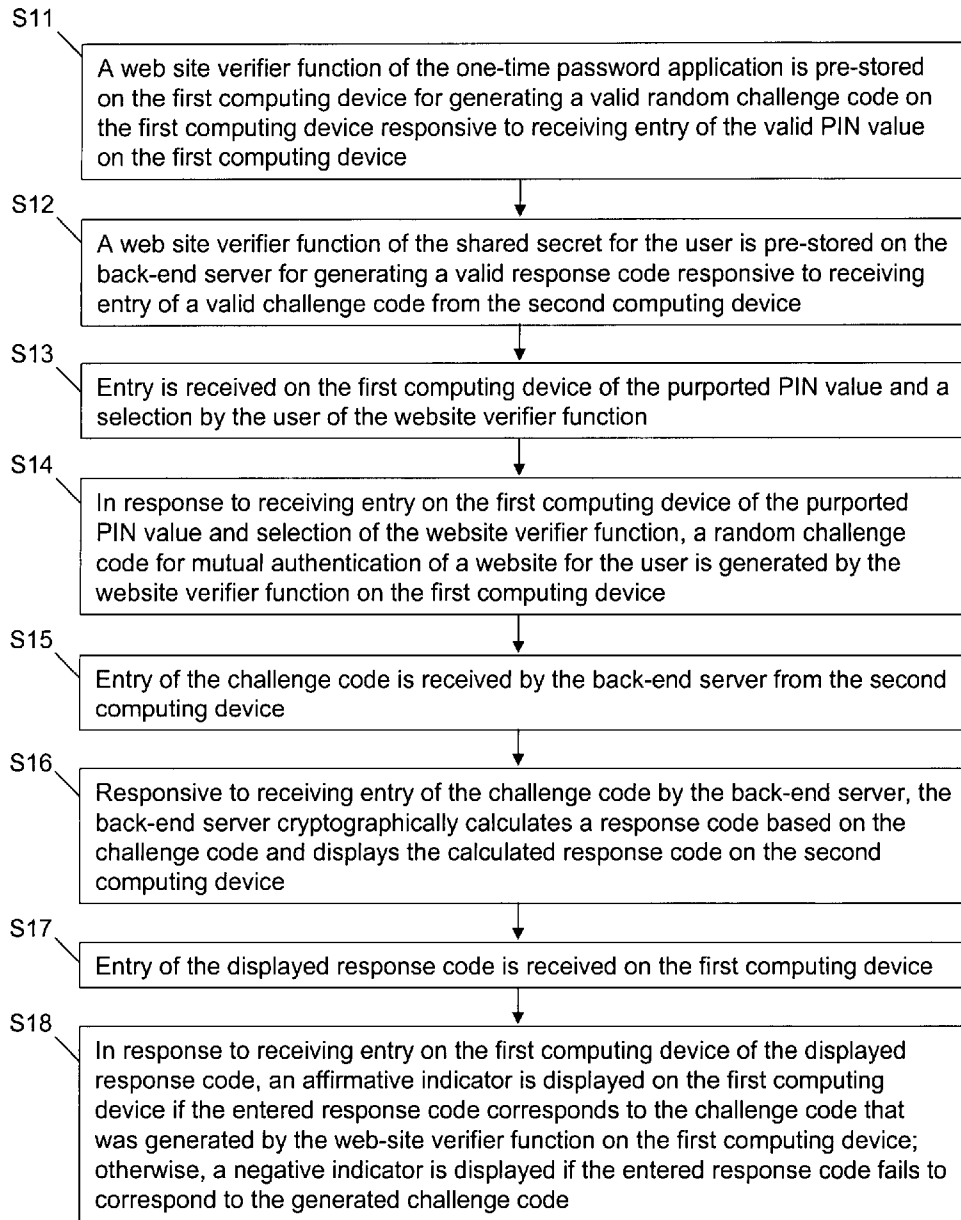 S11
A web site verifier function of the one-time password application is pre-stored
on the first computing device for generating a valid random challenge code on
the first computing device responsive to receiving entry of the valid PIN value
on the first computing device
S12
A web site verifier function of the shared secret for the user is pre-stored on the
back-end server for generating a valid response code responsive to receiving
entry of a valid challenge code from the second computing device
S13
Entry is received on the first computing device of the purported PIN value and a
selection by the user of the website verifier function
S14
In response to receiving entry on the first computing device of the purported
PIN value and selection of the website verifier function, a random challenge
code for mutual authentication of a website for the user is generated by the
website verifier function on the first computing device
S15
Entry of the challenge code is received by the back-end server from the second
computing device
S16
Responsive to receiving entry of the challenge code by the back-end server, the
back-end server cryptographically calculates a response code based on the
challenge code and displays the calculated response code on the second
computing device
S17
Entry of the displayed response code is received on the first computing device
S18
In response to receiving entry on the first computing device of the displayed
response code, an affirmative indicator is displayed on the first computing
device if the entered response code corresponds to the challenge code that
was generated by the web-site verifier function on the first computing device;
otherwise, a negative indicator is displayed if the entered response code fails to
correspond to the generated challenge code